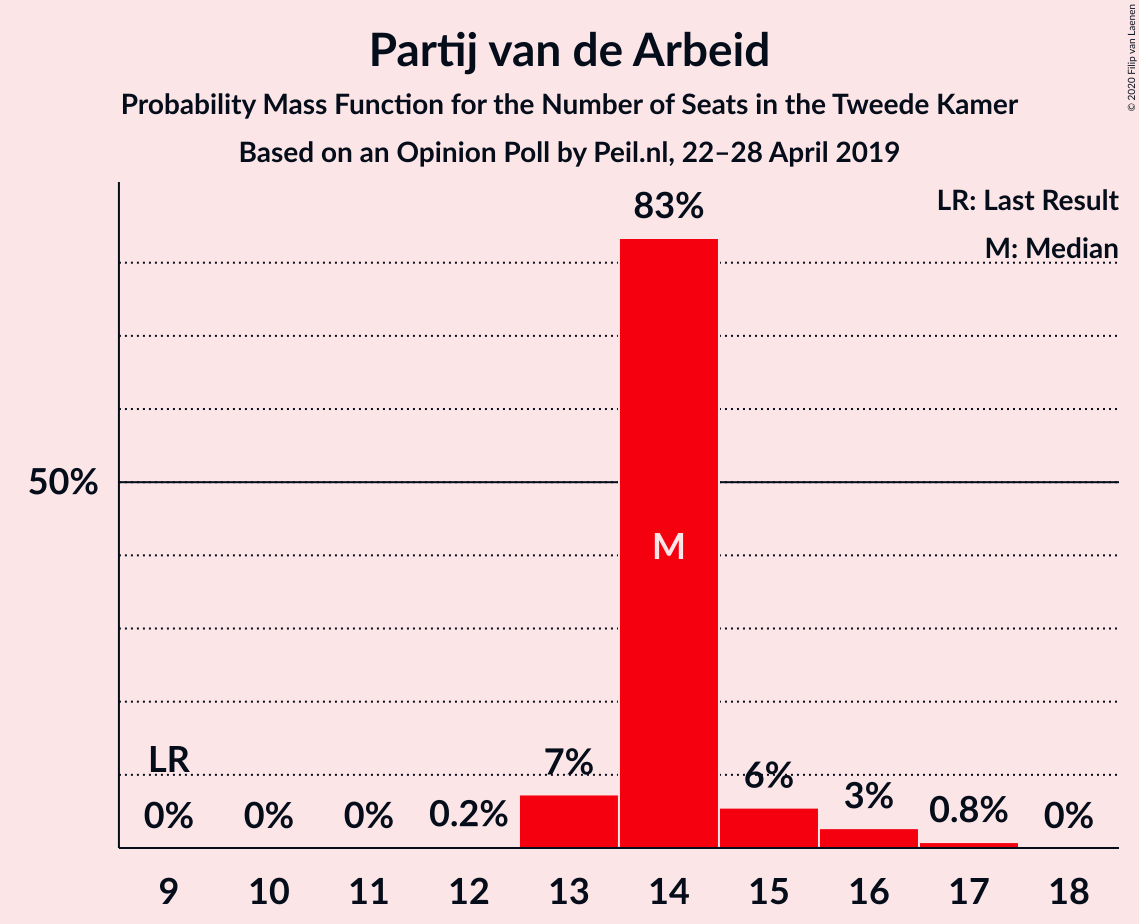 Partij van de Arbeid
Probability Mass Function for the Number of Seats in the Tweede Kamer
Based on an Opinion Poll by Peil.nl, 22–28 April 2019
© 2020 Filip van Laenen
LR: Last Result
M: Median
83%
50%
M
LR
0% 0% 0% 0.2% 7% 6% 3% 0.8% 0%
9 10 11 12 13 14 15 16 17 18